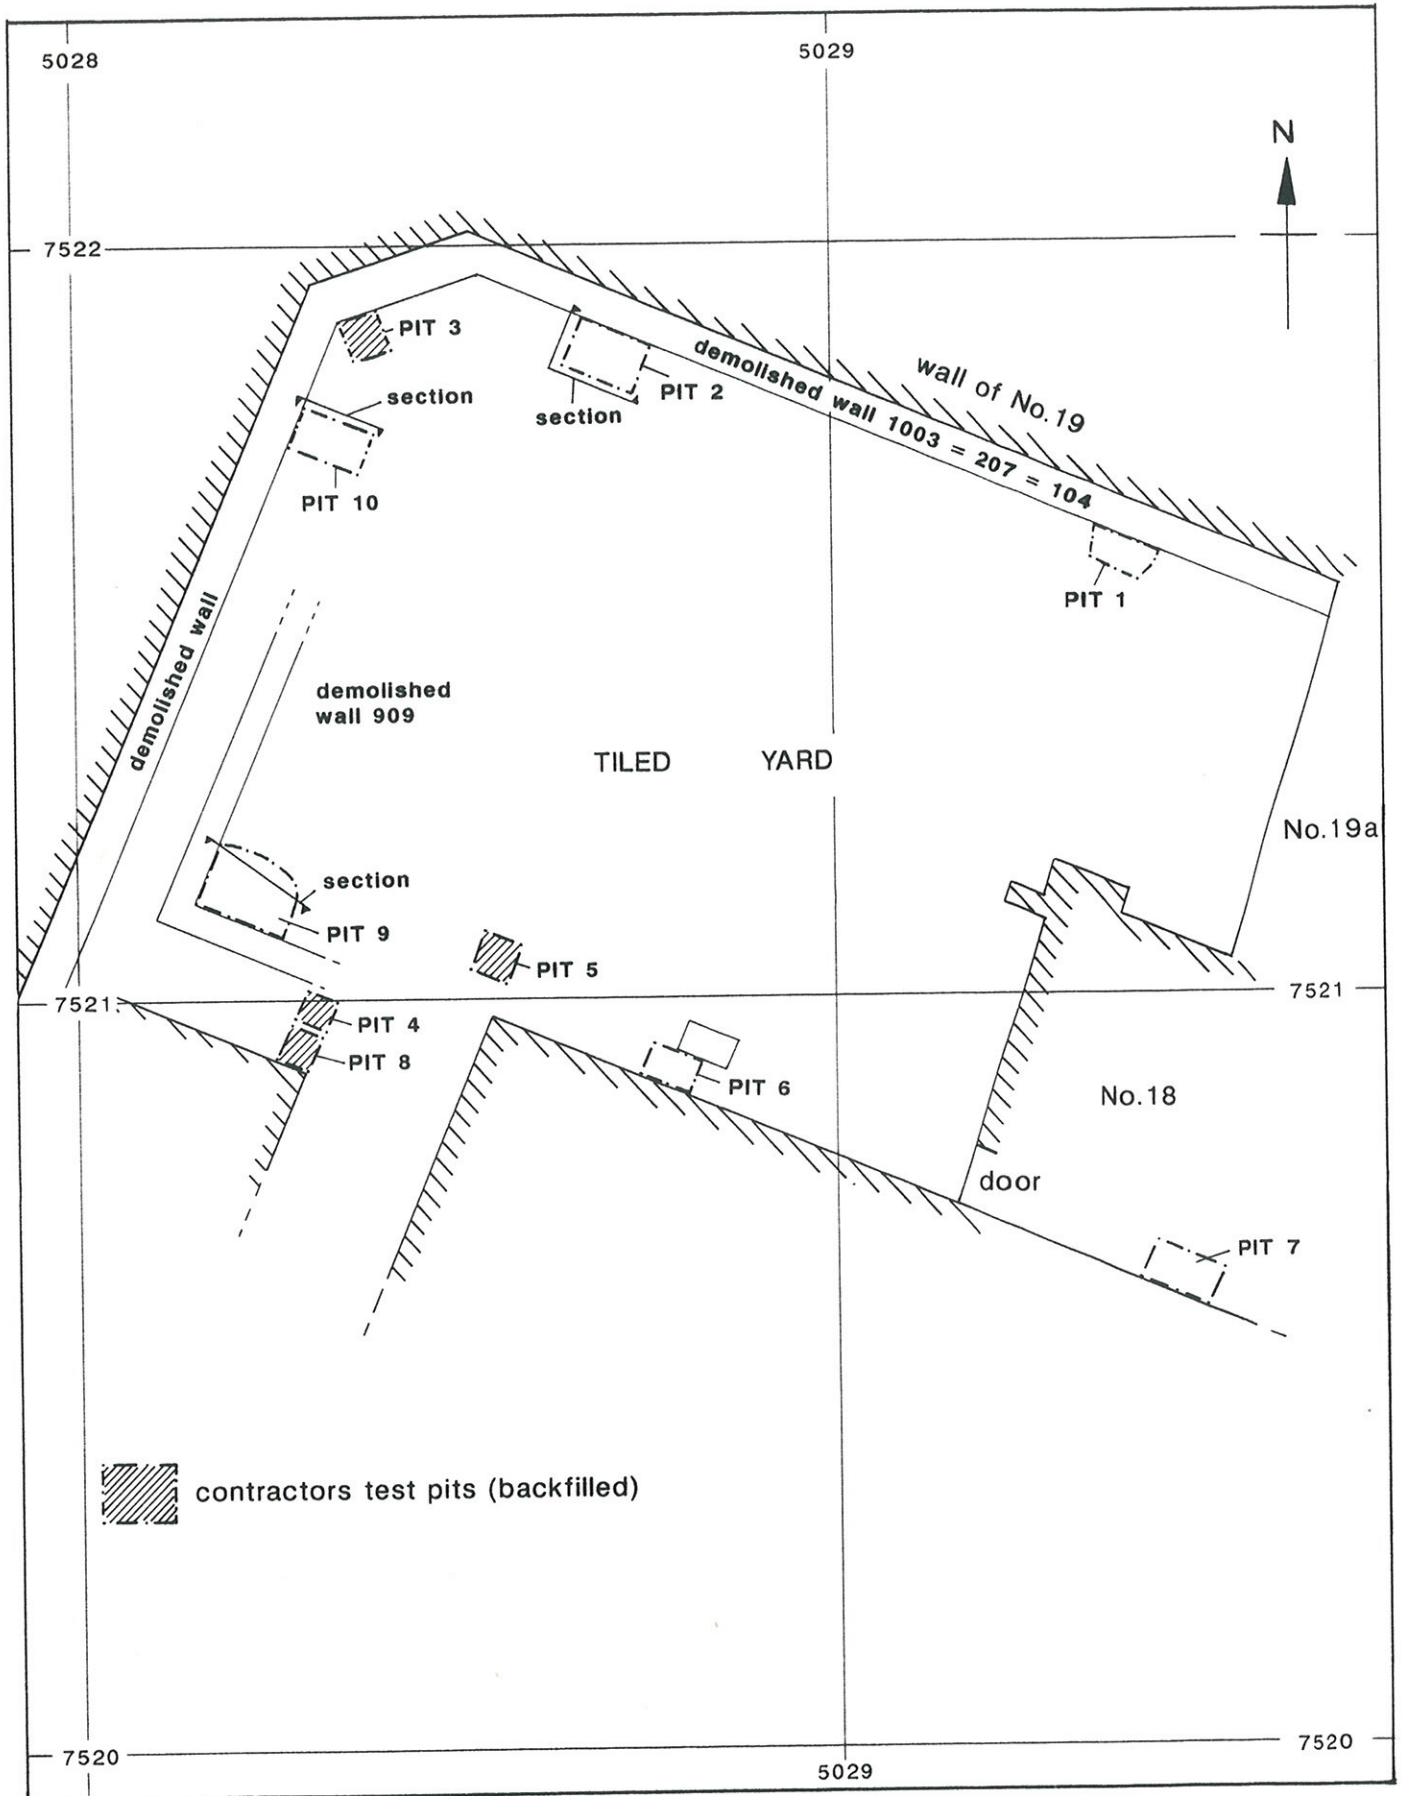 5028
5029
N
7522
PIT 3
PIT 2
section
section
PIT 10
wall of No.19
demolished wall 1003 = 207 = 104
PIT 1
demolished wall
demolished
wall 909
TILED YARD
No.19a
section
PIT 9
PIT 5
7521
7521
PIT 4
PIT 8
PIT 6
No.18
door
PIT 7
contractors test pits (backfilled)
7520
7520
5029